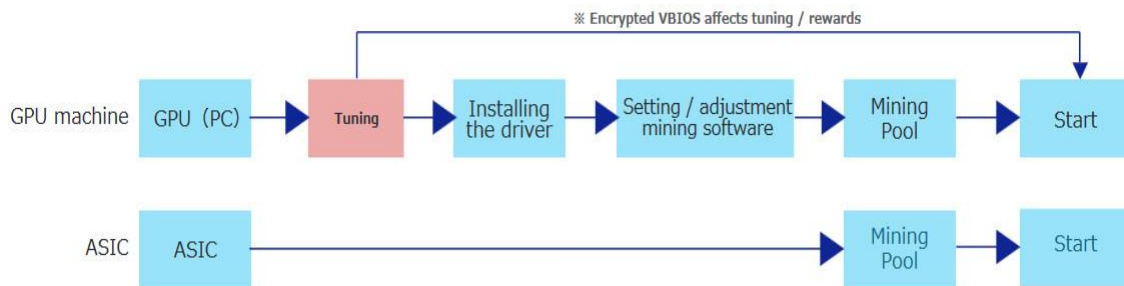 ※ Encrypted VBIOS affects tuning / rewards
GPU machine
GPU (PC)
Tuning
Installing
the driver
Setting / adjustment
mining software
Mining
Pool
Start
ASIC
ASIC
Mining
Pool
Start